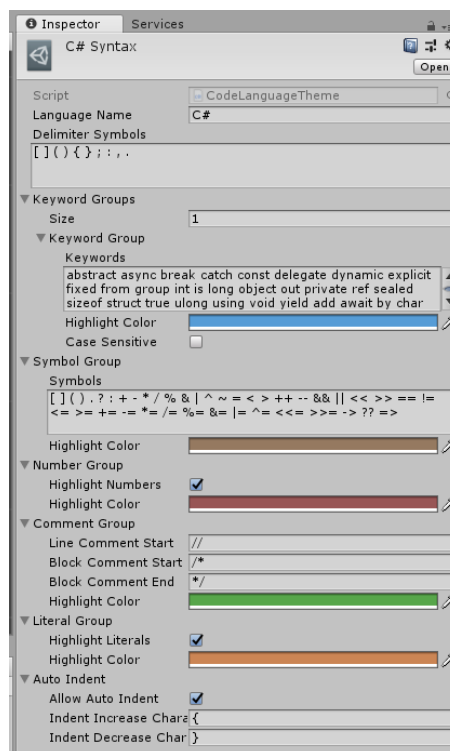 Inspector Services
C# Syntax
Open
Script CodeLanguageTheme
Language Name C#
Delimiter Symbols
[ ] ( ) { } ; : , .
Keyword Groups
Size 1
Keyword Group
Keywords
abstract async break catch const delegate dynamic explicit
fixed from group int is long object out private ref sealed
sizeof struct true ulong using void yield add await by char
Highlight Color
Case Sensitive
Symbol Group
Symbols
[ ] ( ) . ? : + - * / % & | ^ ~ = < > ++ -- && || << >> == !=
<= >= += -= *= /= %= &= |= ^= <<= >>= -> ?? =>
Highlight Color
Number Group
Highlight Numbers
Highlight Color
Comment Group
Line Comment Start //
Block Comment Start /*
Block Comment End */
Highlight Color
Literal Group
Highlight Literals
Highlight Color
Auto Indent
Allow Auto Indent
Indent Increase Chara {
Indent Decrease Char }